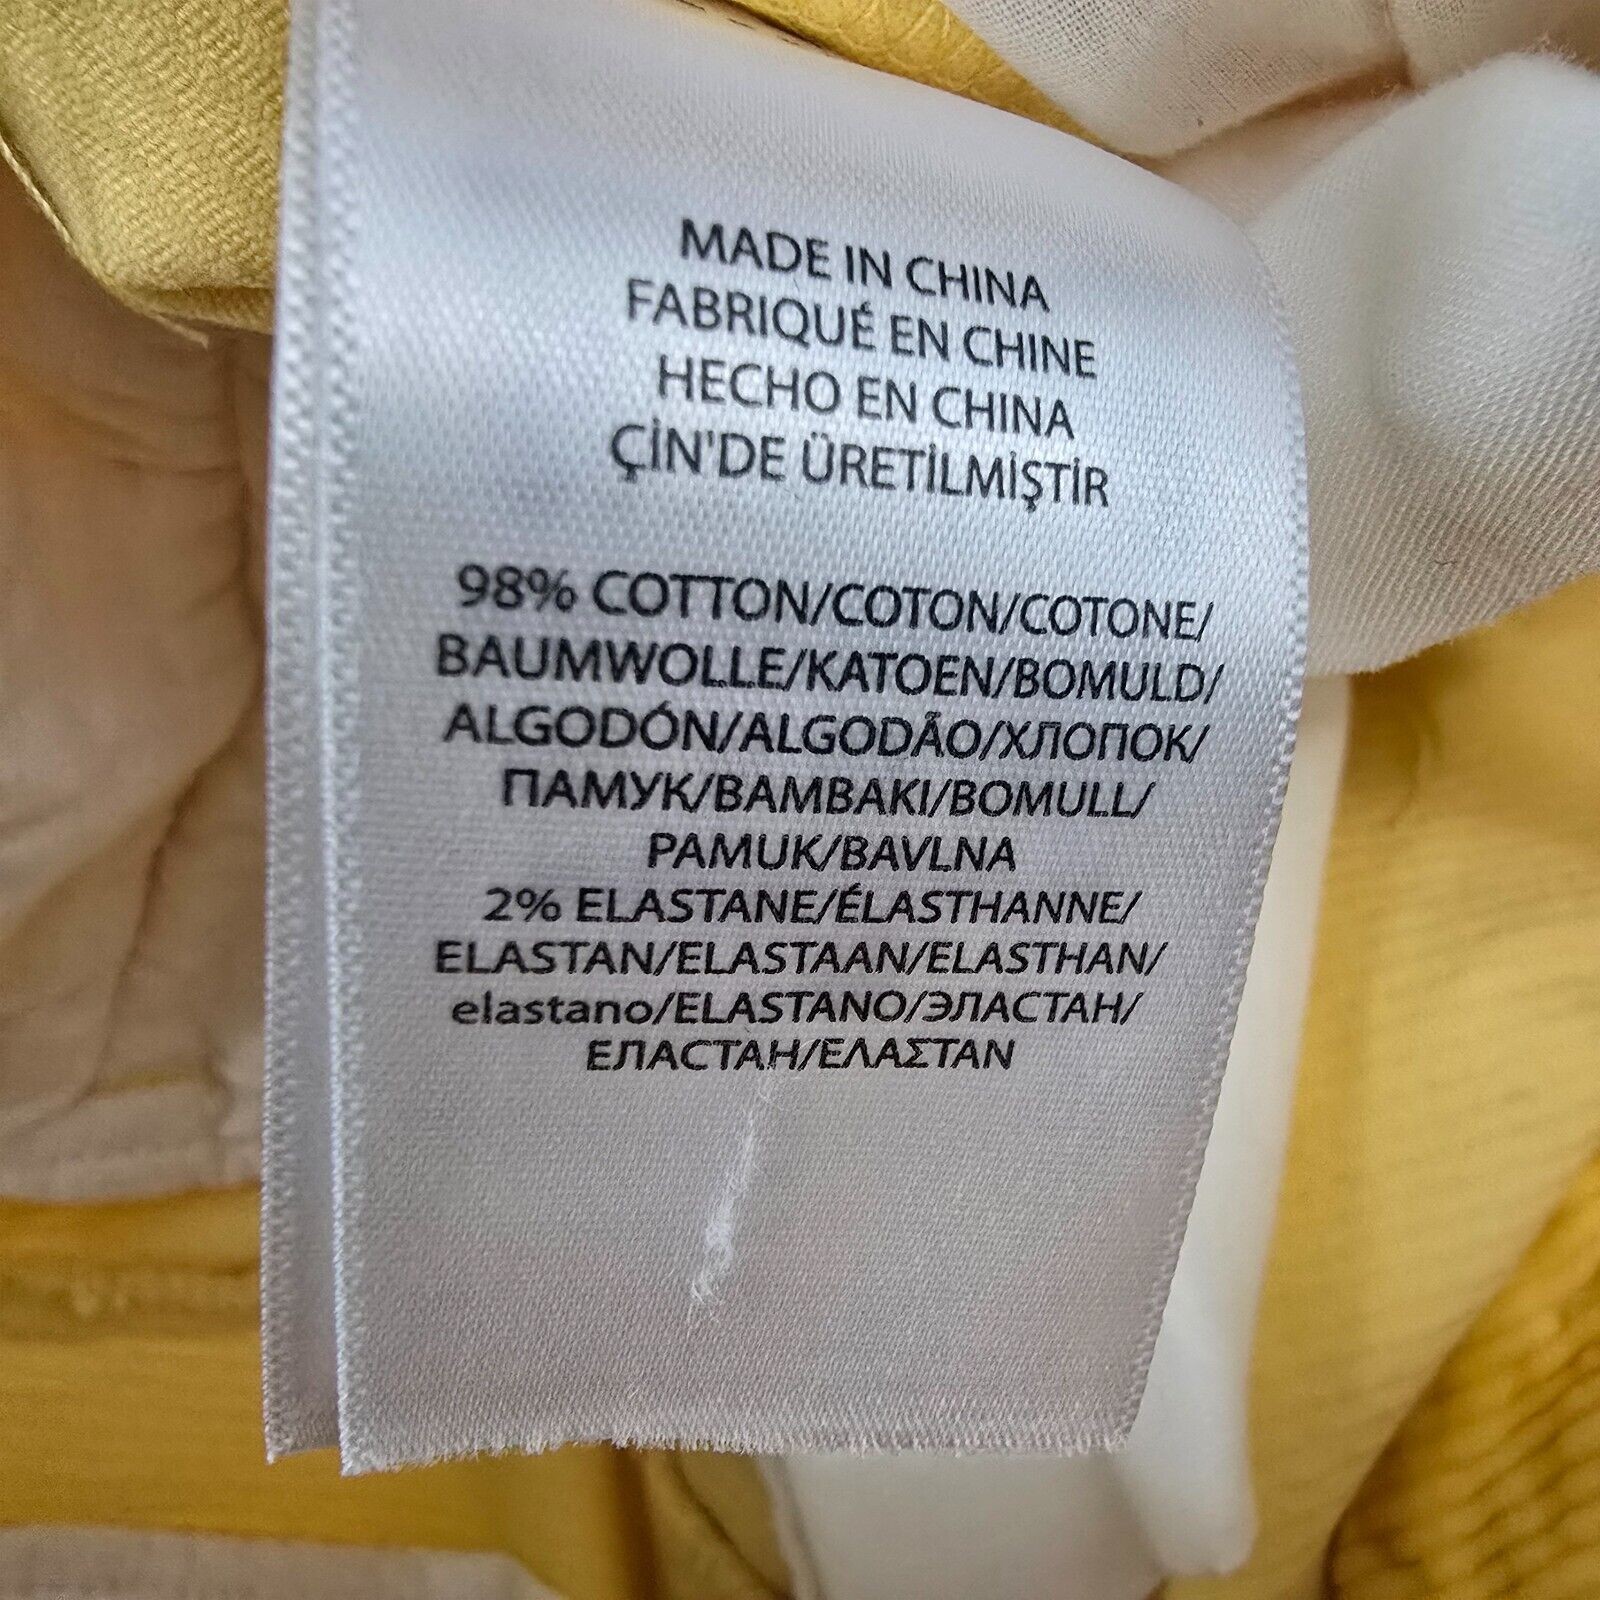 MADE IN CHINA
FABRIQUÉ EN CHINE
HECHO EN CHINA
ÇİN'DE ÜRETİLMİŞTİR
98% COTTON/COTON/COTONE/
BAUMWOLLE/KATOEN/BOMULD/
ALGODÓN/ALGODÃO/ХЛОПОК/
ПАМУК/BAMBAKI/BOMULL/
PAMUK/BAVLNA
2% ELASTANE/ÉLASTHANNE/
ELASTAN/ELASTAAN/ELASTHAN/
elastano/ELASTANO/ЭЛАСТАН/
ЕЛАСТАН/ΕΛΑΣΤΑΝ